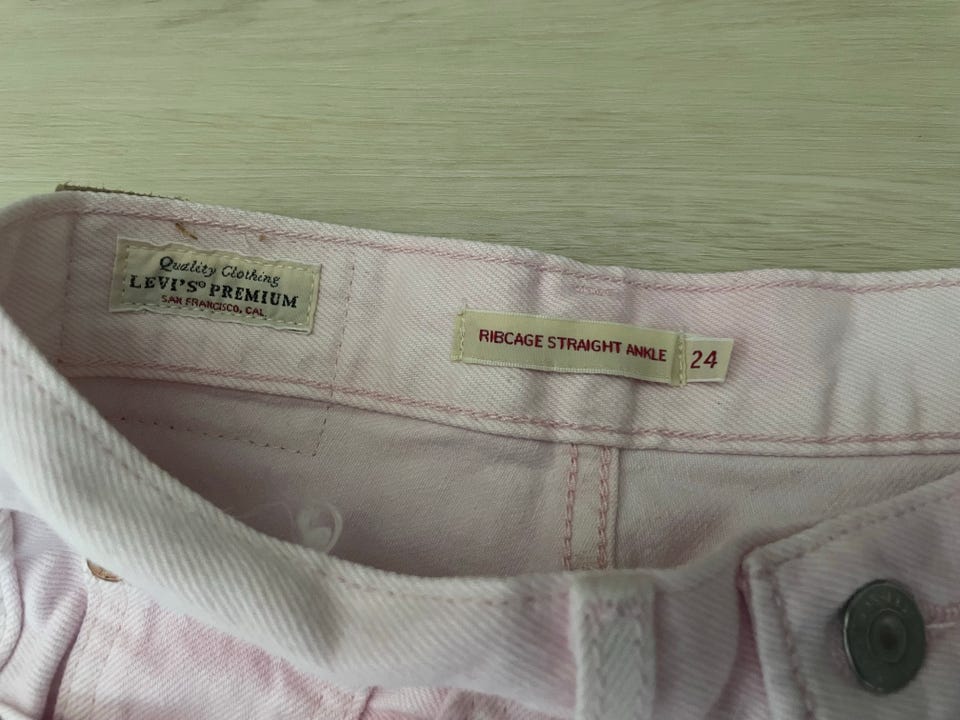 Quality Clothing
LEVI'S® PREMIUM
SAN FRANCISCO, CAL.
RIBCAGE STRAIGHT ANKLE
24